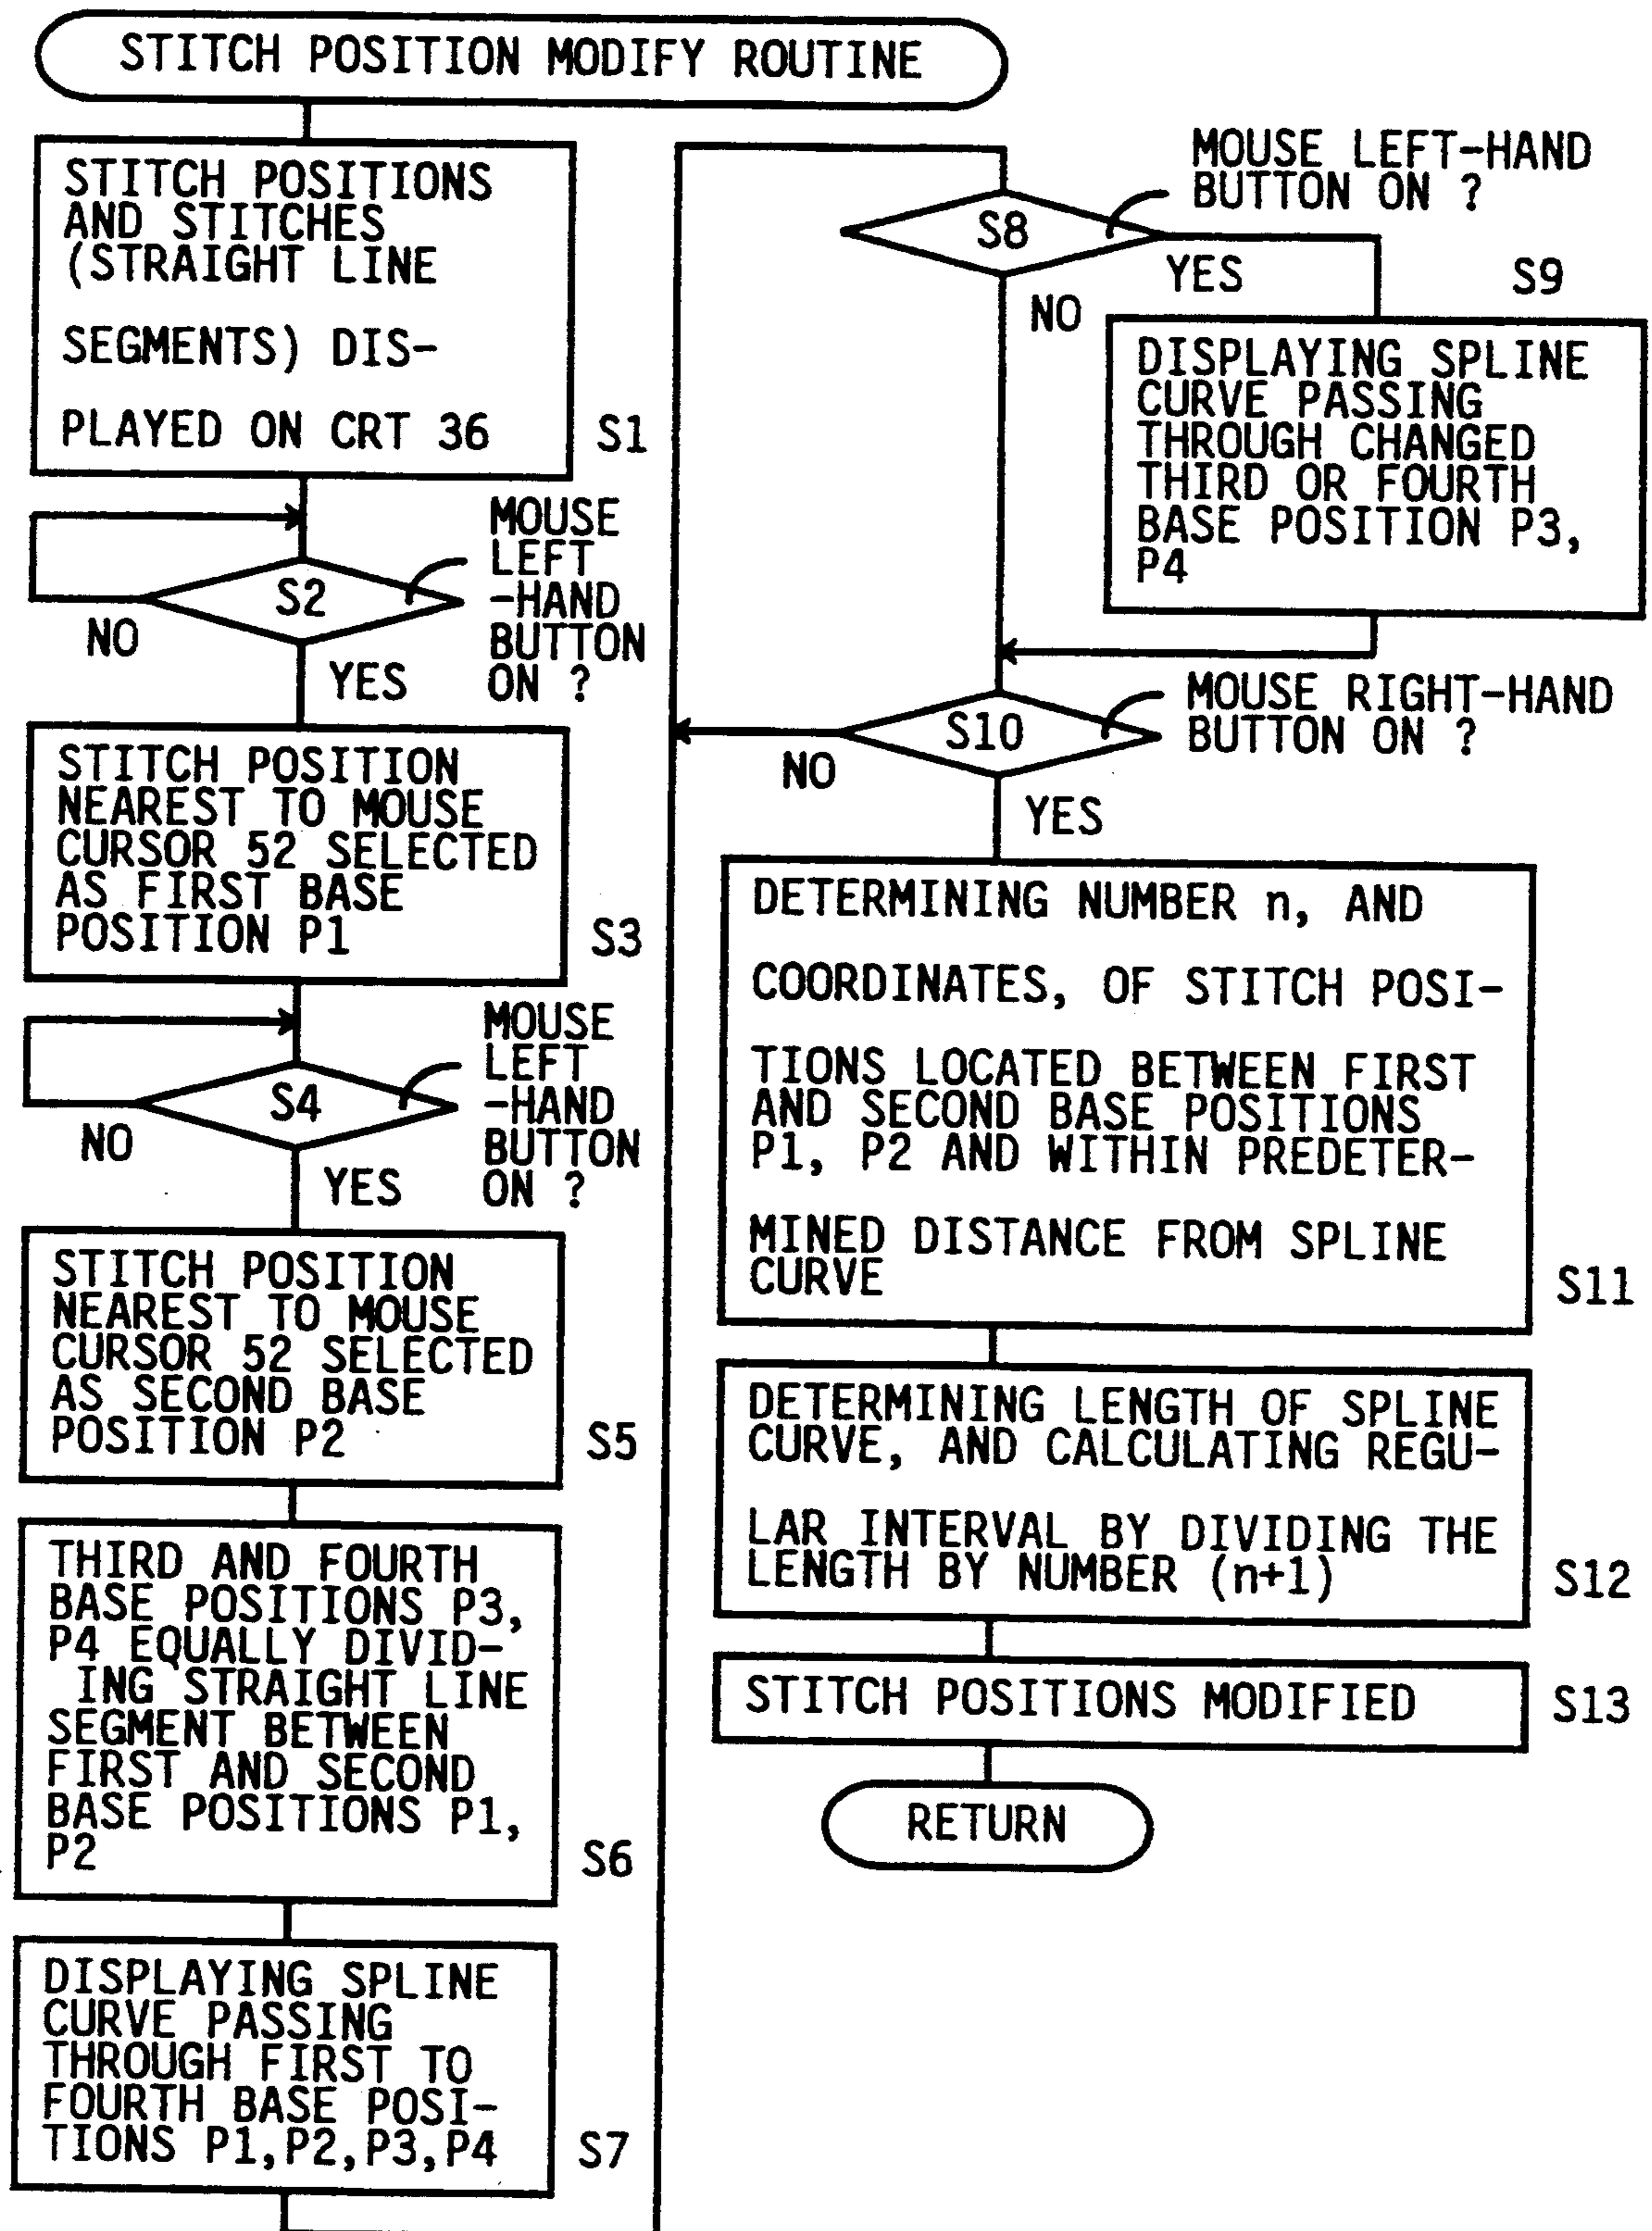 STITCH POSITION MODIFY ROUTINE
STITCH POSITIONS
AND STITCHES
(STRAIGHT LINE
SEGMENTS) DIS-
PLAYED ON CRT 36
S1
MOUSE
LEFT
-HAND
BUTTON
ON ?
S2
NO
YES
STITCH POSITION
NEAREST TO MOUSE
CURSOR 52 SELECTED
AS FIRST BASE
POSITION P1
S3
MOUSE
LEFT
-HAND
BUTTON
ON ?
S4
NO
YES
STITCH POSITION
NEAREST TO MOUSE
CURSOR 52 SELECTED
AS SECOND BASE
POSITION P2
S5
THIRD AND FOURTH
BASE POSITIONS P3,
P4 EQUALLY DIVID-
ING STRAIGHT LINE
SEGMENT BETWEEN
FIRST AND SECOND
BASE POSITIONS P1,
P2
S6
DISPLAYING SPLINE
CURVE PASSING
THROUGH FIRST TO
FOURTH BASE POSI-
TIONS P1,P2,P3,P4
S7
MOUSE LEFT-HAND
BUTTON ON ?
S8
YES
NO
S9
DISPLAYING SPLINE
CURVE PASSING
THROUGH CHANGED
THIRD OR FOURTH
BASE POSITION P3,
P4
MOUSE RIGHT-HAND
BUTTON ON ?
S10
NO
YES
DETERMINING NUMBER n, AND
COORDINATES, OF STITCH POSI-
TIONS LOCATED BETWEEN FIRST
AND SECOND BASE POSITIONS
P1, P2 AND WITHIN PREDETER-
MINED DISTANCE FROM SPLINE
CURVE
S11
DETERMINING LENGTH OF SPLINE
CURVE, AND CALCULATING REGU-
LAR INTERVAL BY DIVIDING THE
LENGTH BY NUMBER (n+1)
S12
STITCH POSITIONS MODIFIED
S13
RETURN